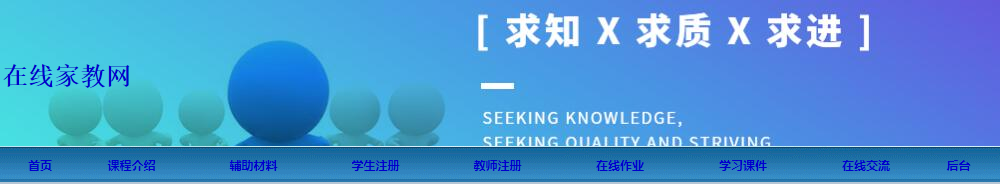 [ 求知 X 求质 X 求进 ]
在线家教网
SEEKING KNOWLEDGE,
SEEKING QUALITY AND STRIVING
首页 课程介绍 辅助材料 学生注册 教师注册 在线作业 学习课件 在线交流 后台